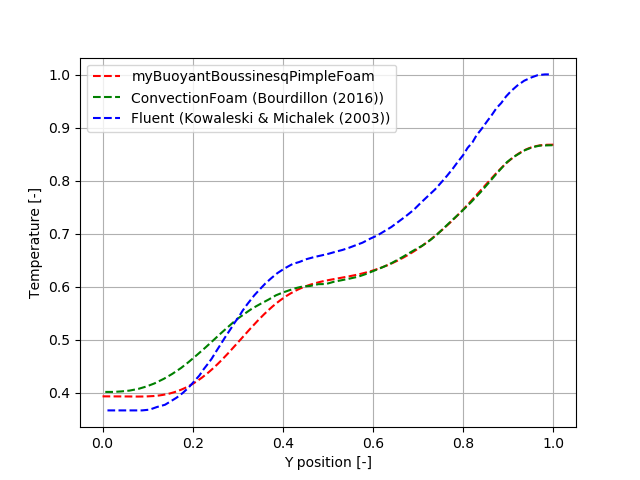 myBuoyantBoussinesqPimpleFoam
ConvectionFoam (Bourdillon (2016))
Fluent (Kowaleski & Michalek (2003))
1.0
0.9
0.8
0.7
0.6
0.5
0.4
Temperature [-]
0.0 0.2 0.4 0.6 0.8 1.0
Y position [-]